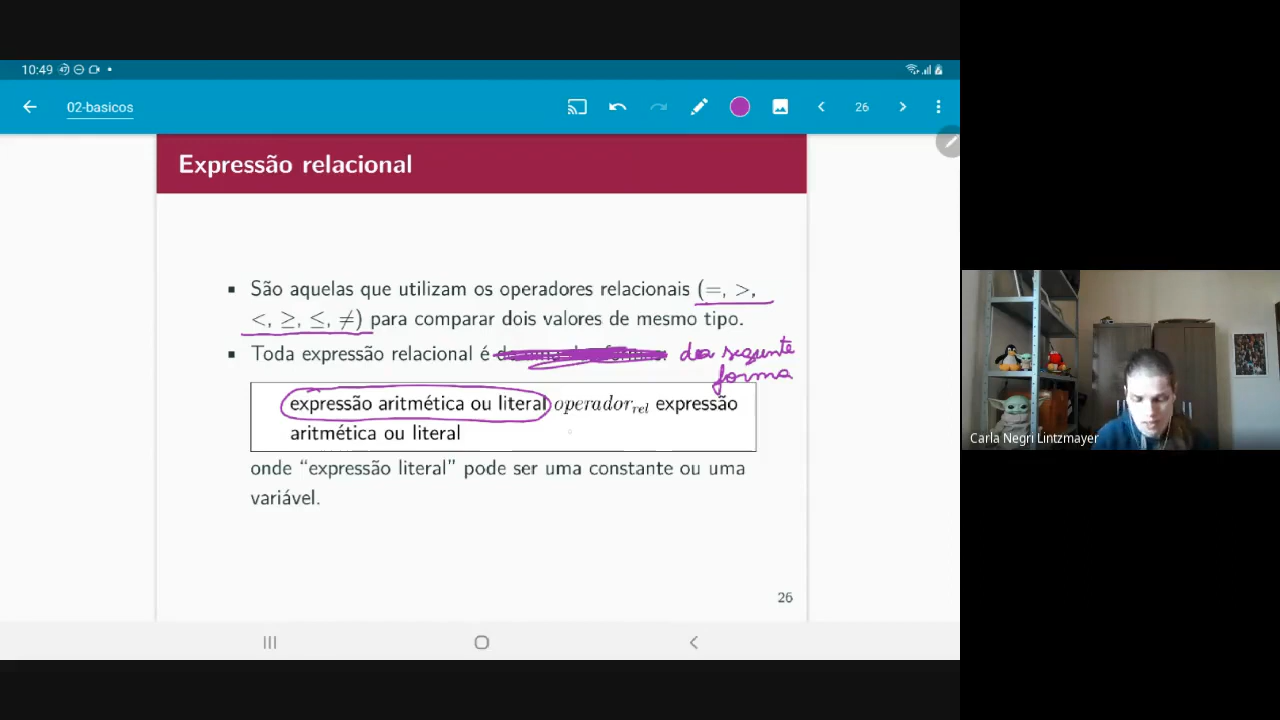 10:49
02-basicos
26
Expressão relacional
São aquelas que utilizam os operadores relacionais (=, >,
<, ≥, ≤, ≠) para comparar dois valores de mesmo tipo.
Toda expressão relacional é da seguinte
forma
expressão aritmética ou literal operador_rel expressão
aritmética ou literal
onde “expressão literal” pode ser uma constante ou uma
variável.
26
Carla Negri Lintzmayer